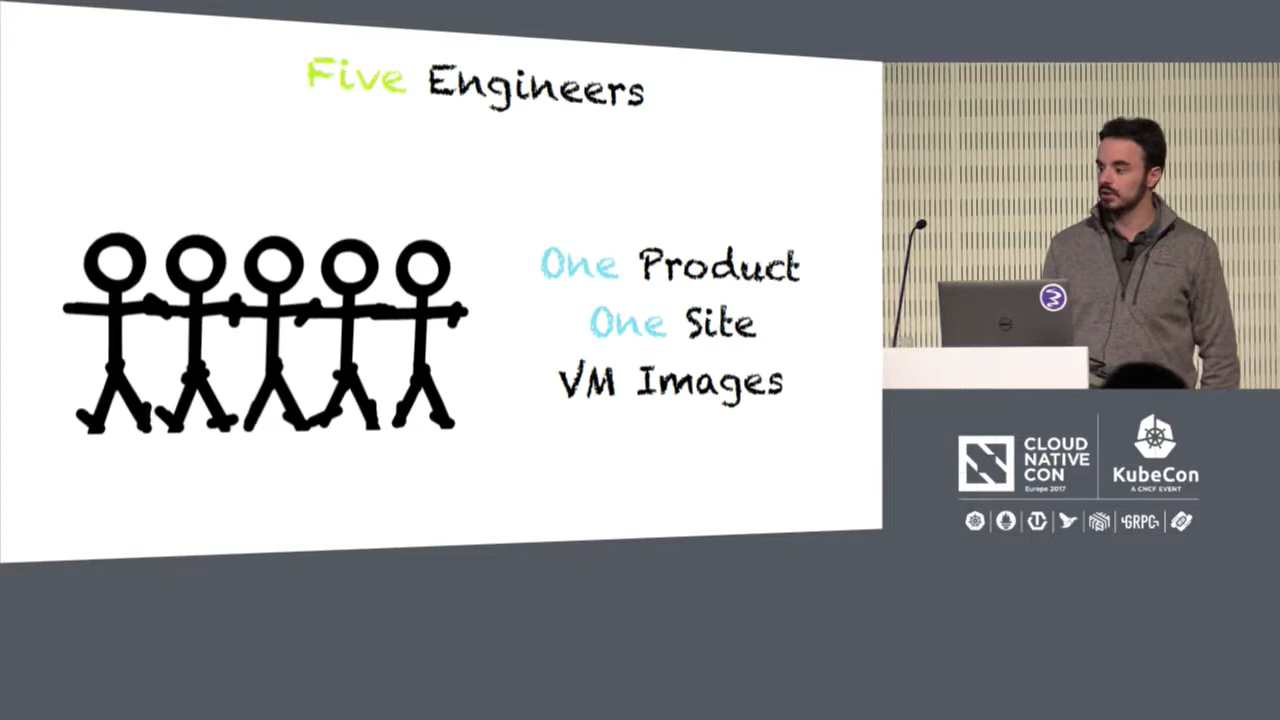 Five Engineers
One Product
One Site
VM Images
CLOUD
NATIVE
CON
Europe 2017
KubeCon
A CNCF EVENT
GRPC